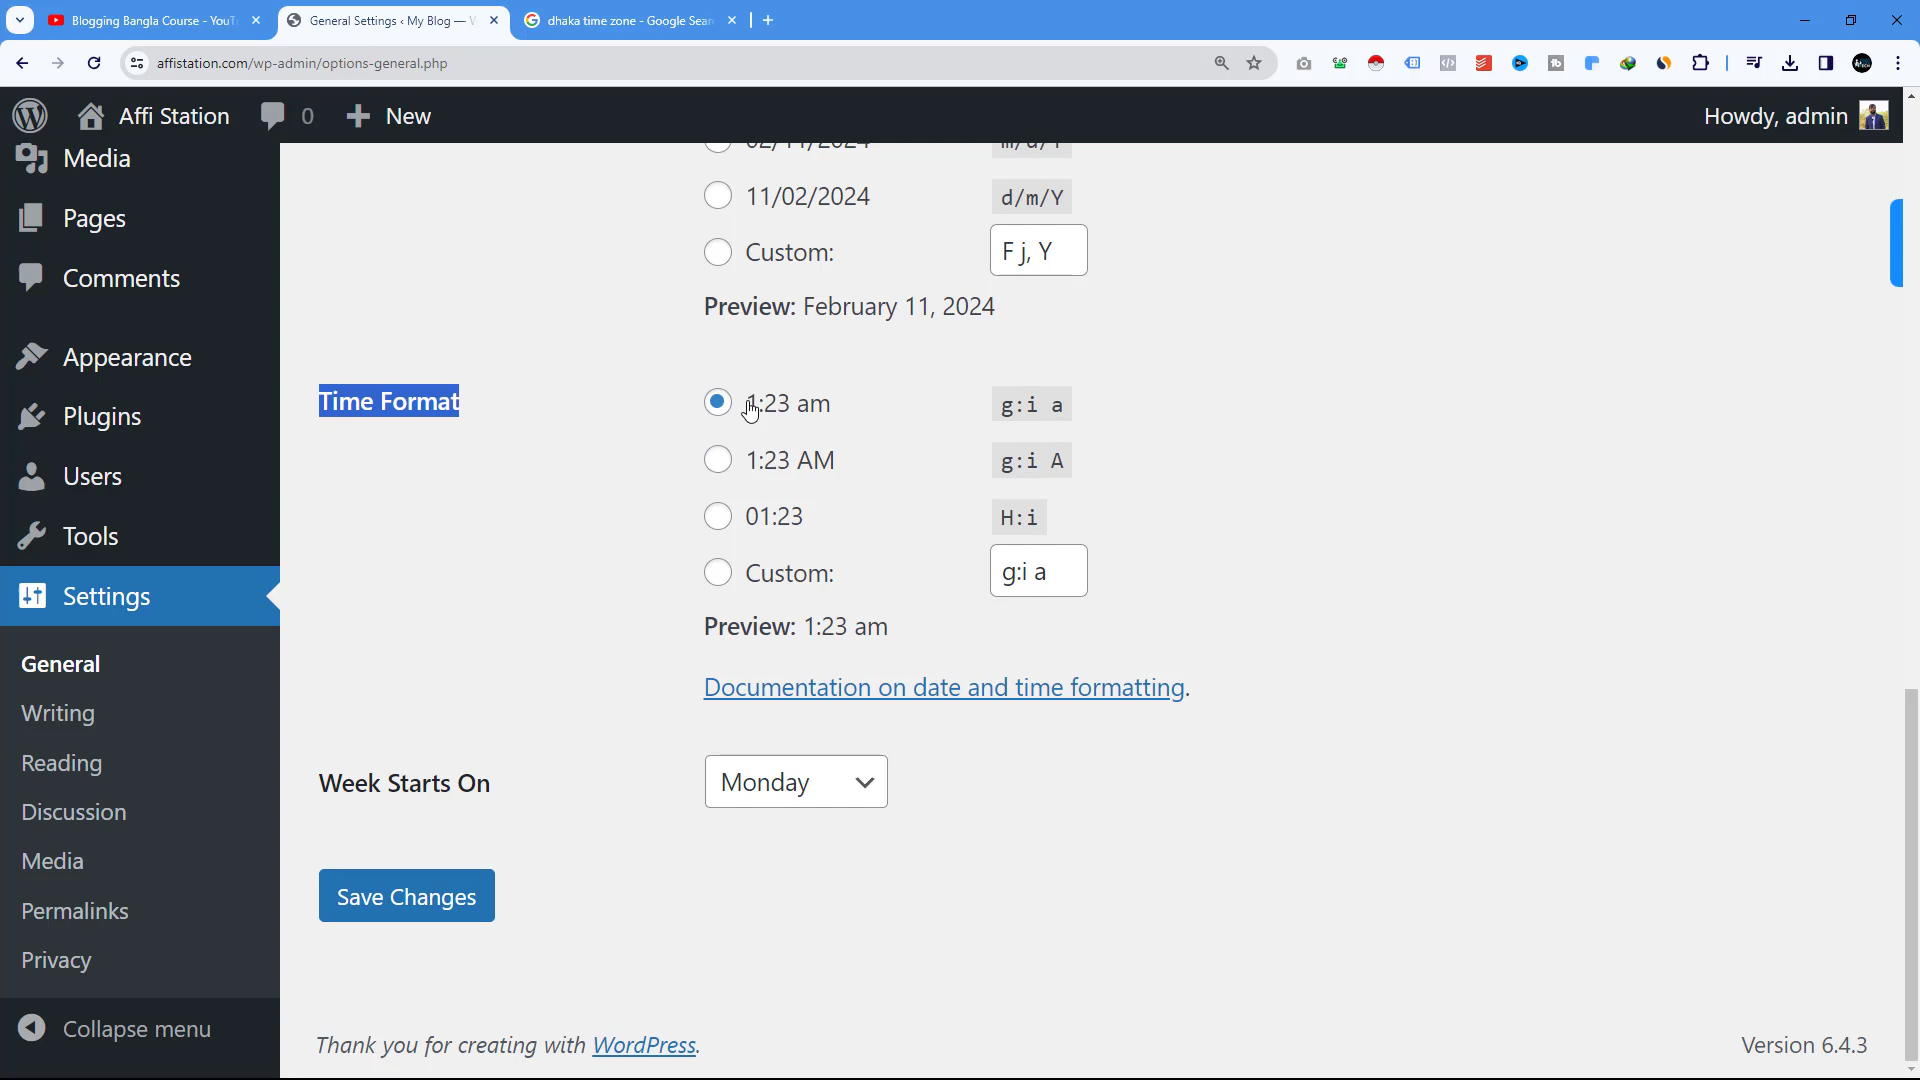 Blogging Bangla Course - YouT
General Settings ‹ My Blog — W
dhaka time zone - Google Sear
affistation.com/wp-admin/options-general.php
Affi Station
0
New
Howdy, admin
Media
Pages
Comments
Appearance
Plugins
Users
Tools
Settings
General
Writing
Reading
Discussion
Media
Permalinks
Privacy
Collapse menu
02/11/2024 m/d/Y
11/02/2024 d/m/Y
Custom: F j, Y
Preview: February 11, 2024
Time Format
1:23 am g:i a
1:23 AM g:i A
01:23 H:i
Custom: g:i a
Preview: 1:23 am
Documentation on date and time formatting.
Week Starts On Monday
Save Changes
Thank you for creating with WordPress.
Version 6.4.3